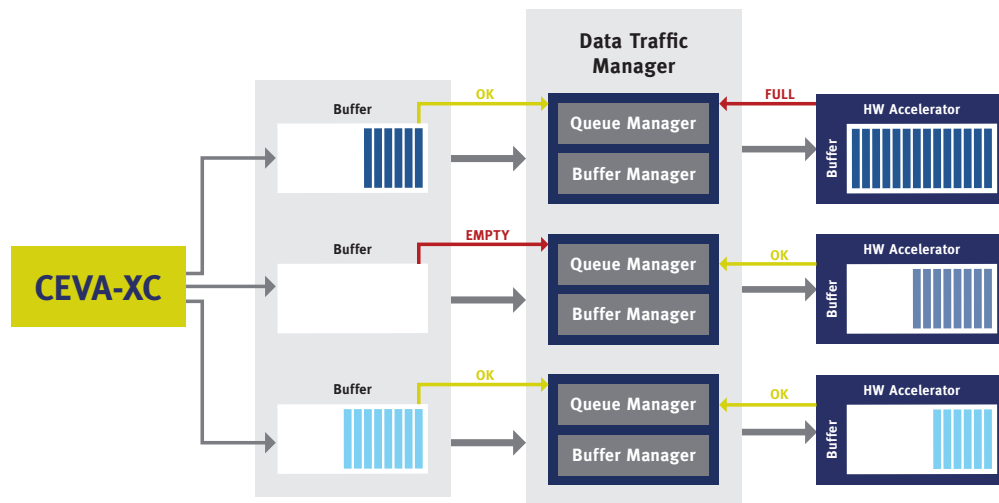 Data Traffic
Manager
Buffer
OK
FULL
HW Accelerator
Queue Manager
Buffer Manager
Buffer
CEVA-XC
Buffer
EMPTY
OK
HW Accelerator
Queue Manager
Buffer Manager
Buffer
Buffer
OK
OK
HW Accelerator
Queue Manager
Buffer Manager
Buffer